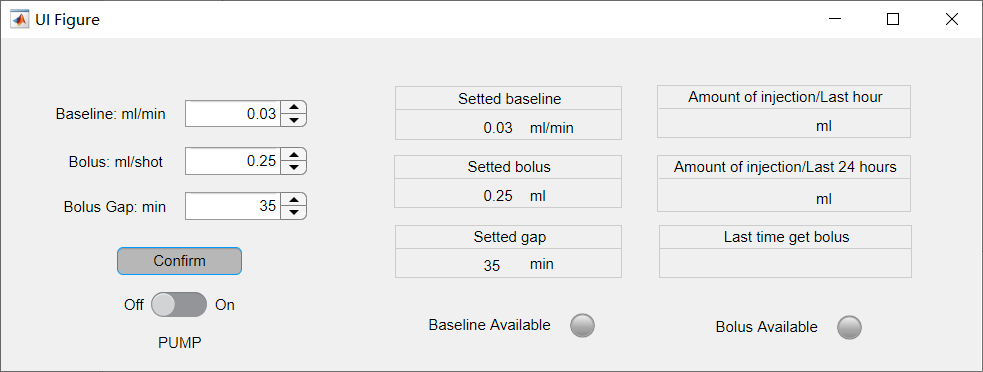 UI Figure
Baseline: ml/min
0.03
Bolus: ml/shot
0.25
Bolus Gap: min
35
Confirm
Off
On
PUMP
Setted baseline
0.03 ml/min
Setted bolus
0.25 ml
Setted gap
35 min
Baseline Available
Amount of injection/Last hour
ml
Amount of injection/Last 24 hours
ml
Last time get bolus
Bolus Available